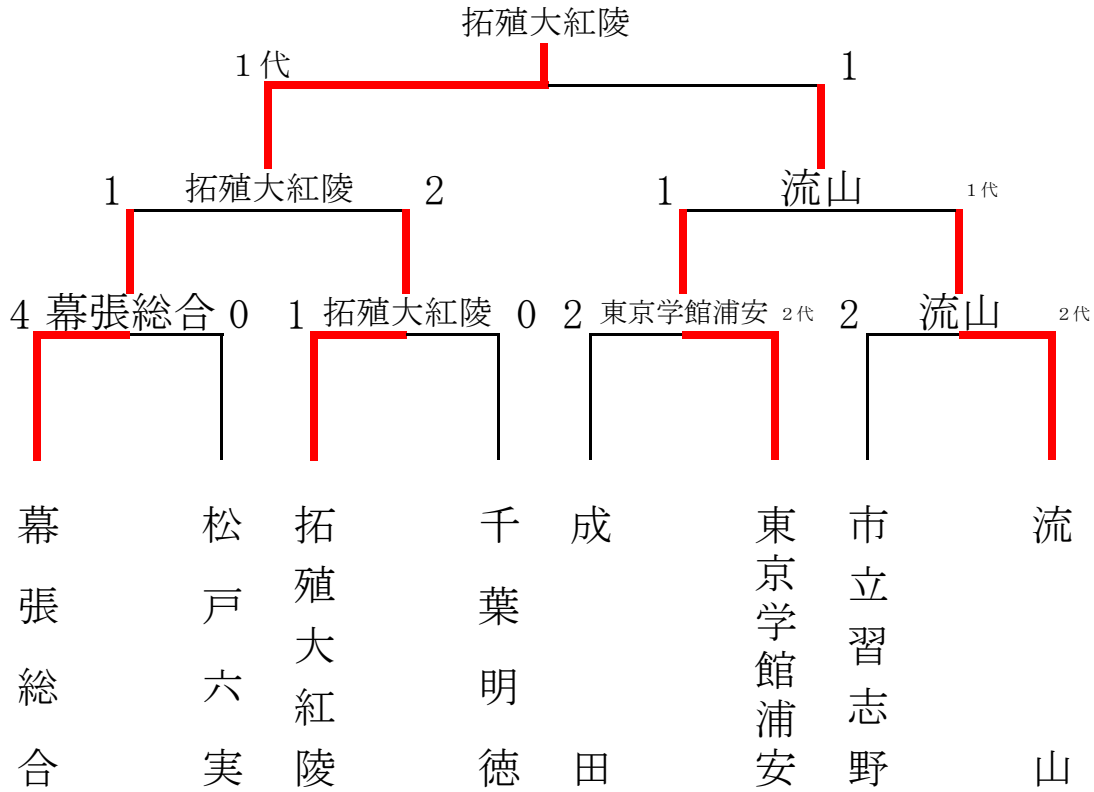 拓殖大紅陵
1代 1
1 拓殖大紅陵 2 1 流山 1代
4 幕張総合 0 1 拓殖大紅陵 0 2 東京学館浦安 2代 2 流山 2代
幕張総合
松戸六実
拓殖大紅陵
千葉明徳
成田
東京学館浦安
市立習志野
流山